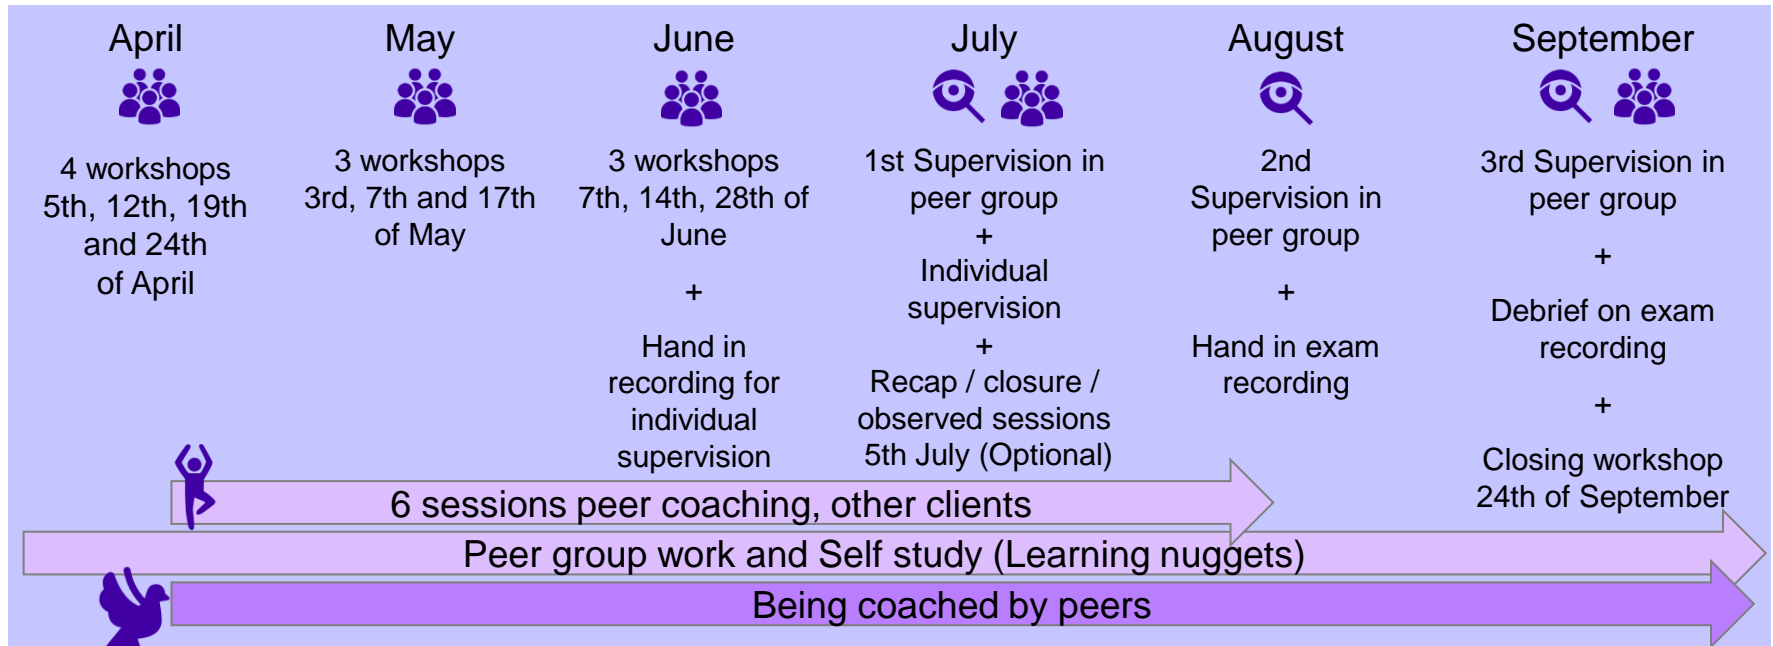 April
4 workshops
5th, 12th, 19th
and 24th
of April
May
3 workshops
3rd, 7th and 17th
of May
June
3 workshops
7th, 14th, 28th of
June
+
Hand in
recording for
individual
supervision
July
1st Supervision in
peer group
+
Individual
supervision
+
Recap / closure /
observed sessions
5th July (Optional)
August
2nd
Supervision in
peer group
+
Hand in exam
recording
September
3rd Supervision in
peer group
+
Debrief on exam
recording
+
Closing workshop
24th of September
6 sessions peer coaching, other clients
Peer group work and Self study (Learning nuggets)
Being coached by peers